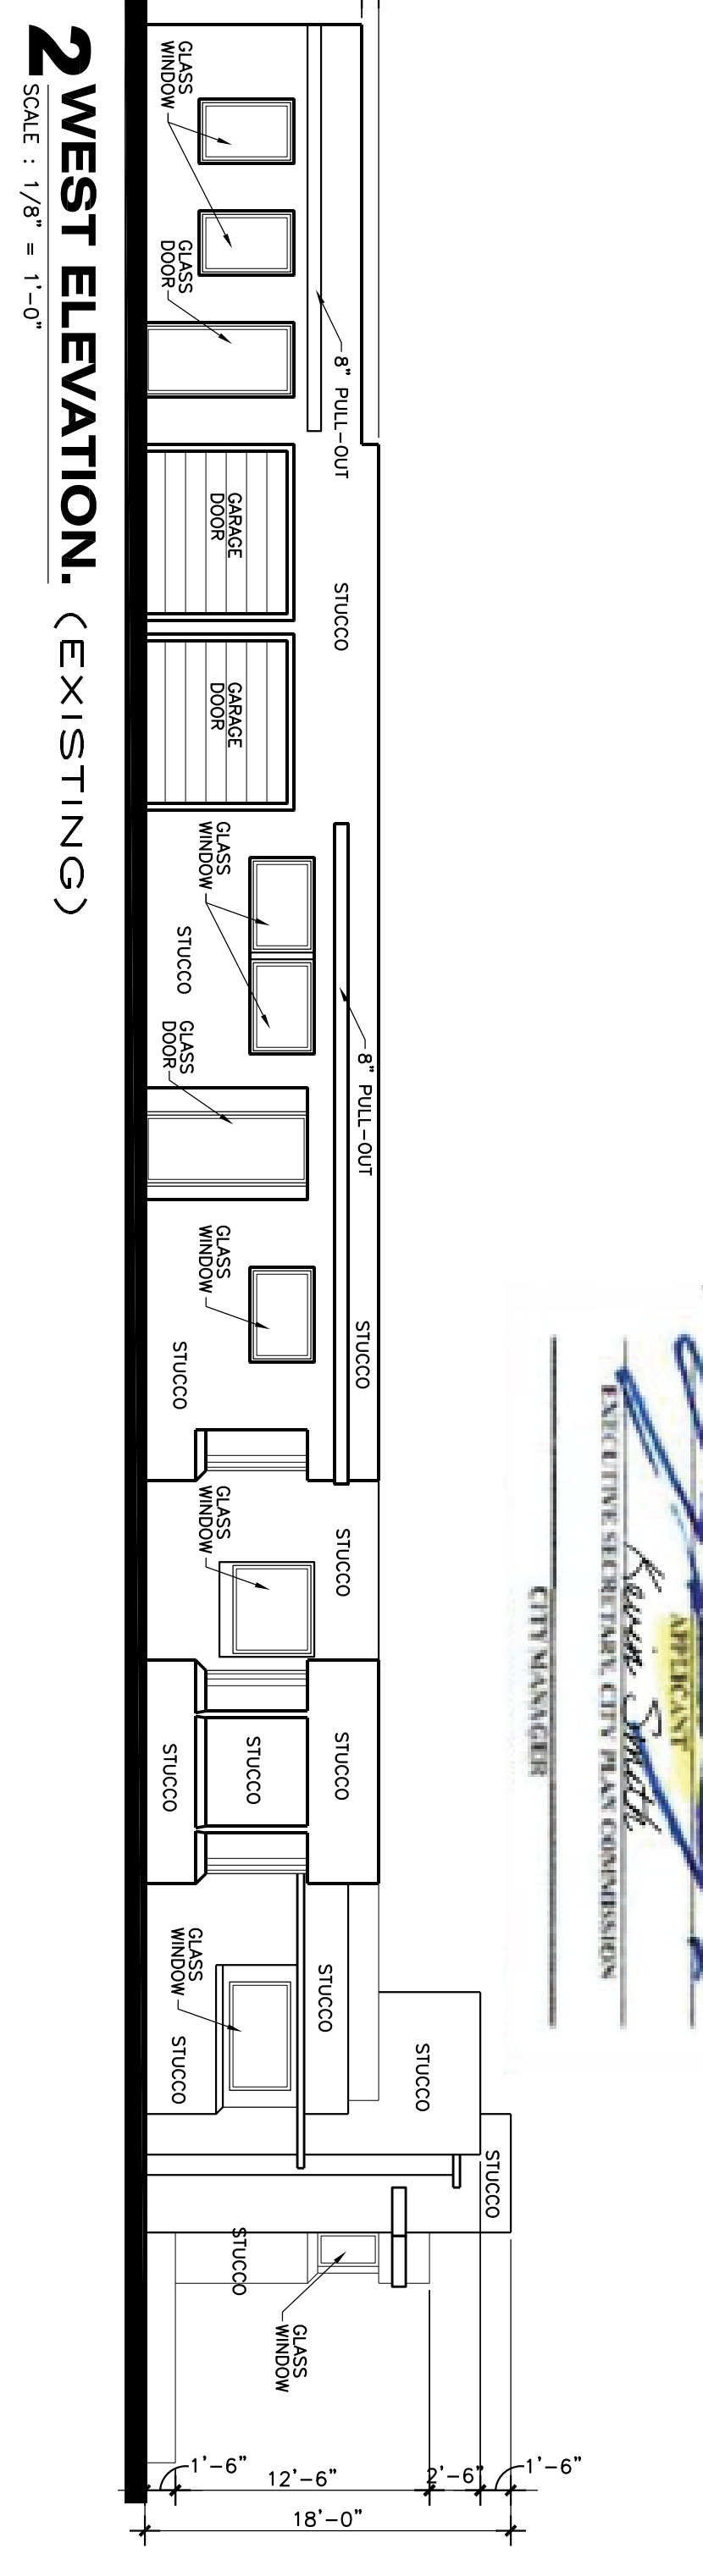 GLASS
WINDOW
GLASS
DOOR
8" PULL-OUT
GARAGE
DOOR
STUCCO
GARAGE
DOOR
GLASS
WINDOW
STUCCO
GLASS
DOOR
8" PULL-OUT
GLASS
WINDOW
STUCCO
STUCCO
GLASS
WINDOW
STUCCO
STUCCO
STUCCO
STUCCO
GLASS
WINDOW
STUCCO
STUCCO
STUCCO
STUCCO
STUCCO
GLASS
WINDOW
1'-6"
12'-6"
2'-6"
1'-6"
18'-0"
2 WEST ELEVATION. (EXISTING)
SCALE : 1/8" = 1'-0"
APPLICANT
Kevin Smith
EXECUTIVE SECRETARY, CITY PLAN COMMISSION
CITY MANAGER